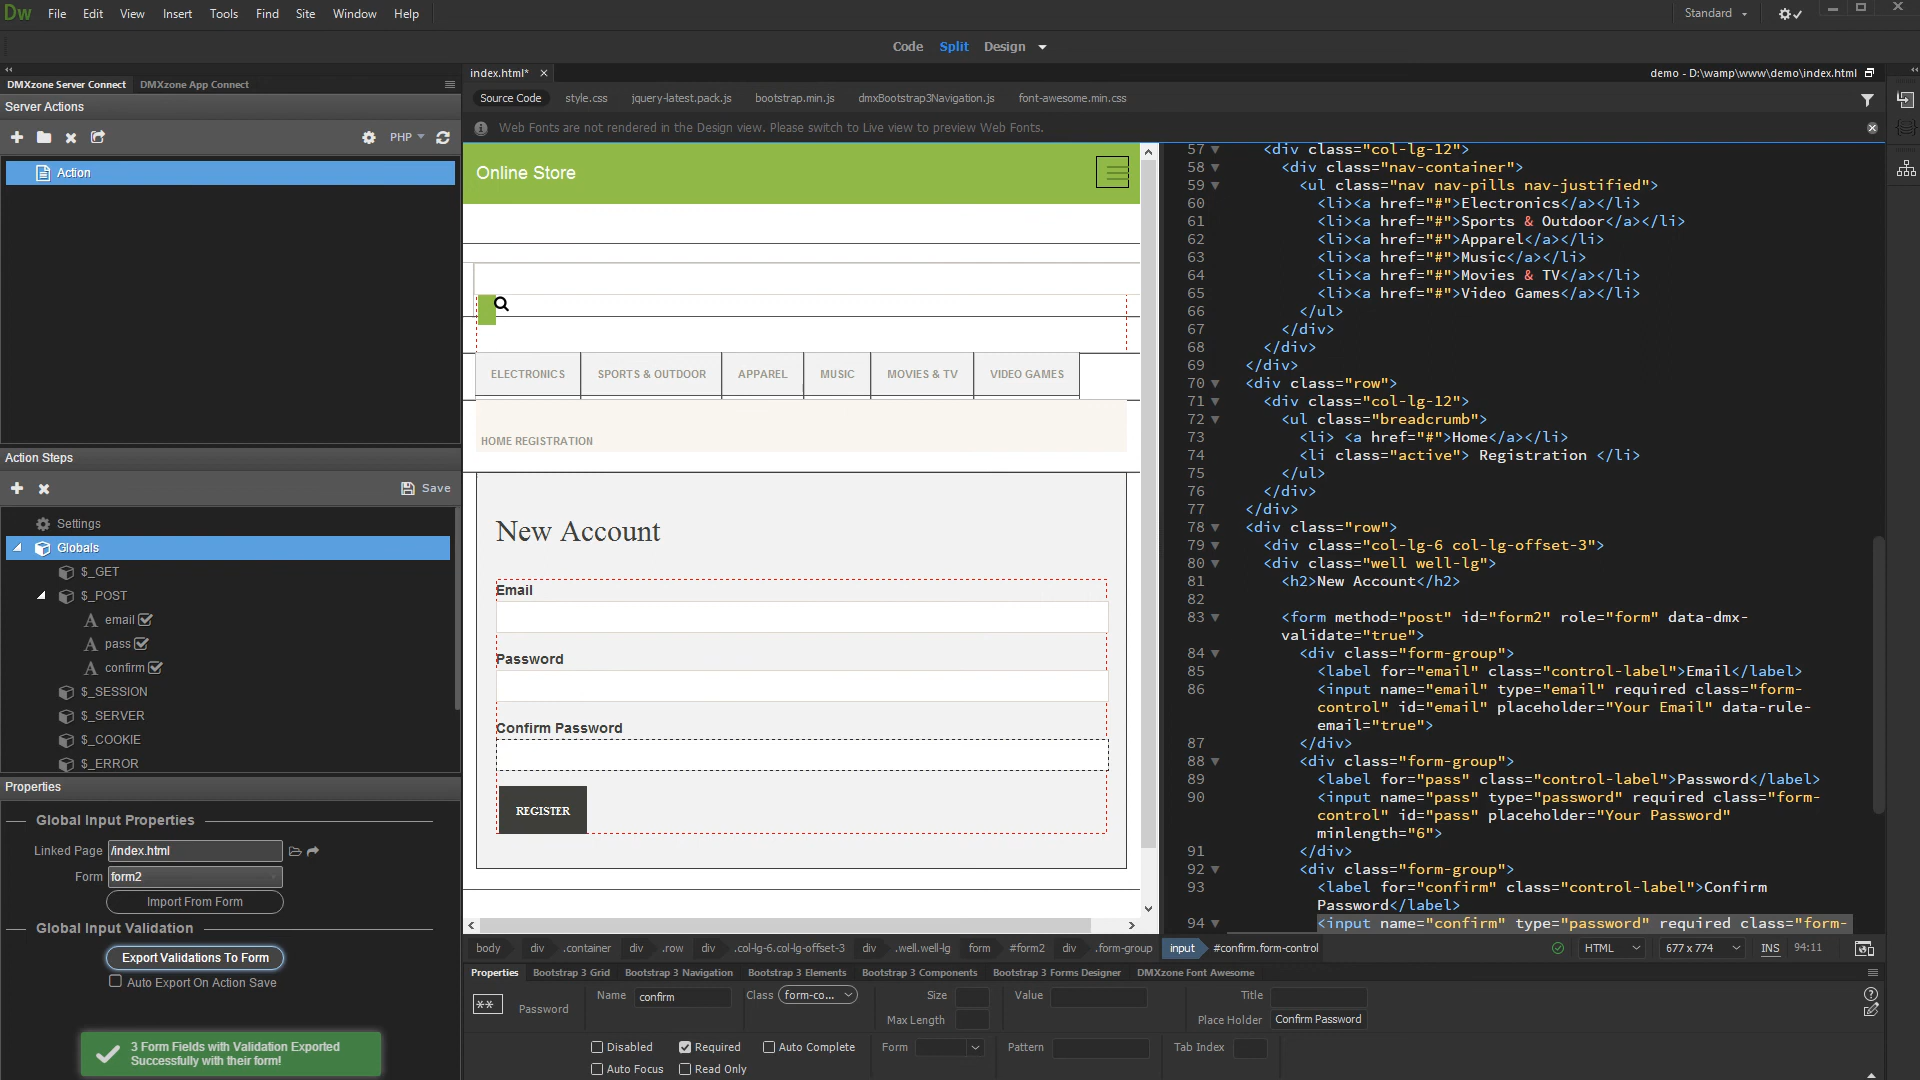 Dw File Edit View Insert Tools Find Site Window Help Standard
Code Split Design
DMXzone Server Connect DMXzone App Connect
Server Actions
PHP
Action
Action Steps
Save
Settings
Globals
$_GET
$_POST
email
pass
confirm
$_SESSION
$_SERVER
$_COOKIE
$_ERROR
Properties
Global Input Properties
Linked Page /index.html
Form form2
Import From Form
Global Input Validation
Export Validations To Form
Auto Export On Action Save
3 Form Fields with Validation Exported
Successfully with their form!
index.html* demo - D:\wamp\www\demo\index.html
Source Code style.css jquery-latest.pack.js bootstrap.min.js dmxBootstrap3Navigation.js font-awesome.min.css
Web Fonts are not rendered in the Design view. Please switch to Live view to preview Web Fonts.
Online Store
ELECTRONICS SPORTS & OUTDOOR APPAREL MUSIC MOVIES & TV VIDEO GAMES
HOME REGISTRATION
New Account
Email
Password
Confirm Password
REGISTER
57 <div class="col-lg-12">
58 <div class="nav-container">
59 <ul class="nav nav-pills nav-justified">
60 <li><a href="#">Electronics</a></li>
61 <li><a href="#">Sports & Outdoor</a></li>
62 <li><a href="#">Apparel</a></li>
63 <li><a href="#">Music</a></li>
64 <li><a href="#">Movies & TV</a></li>
65 <li><a href="#">Video Games</a></li>
66 </ul>
67 </div>
68 </div>
69 </div>
70 <div class="row">
71 <div class="col-lg-12">
72 <ul class="breadcrumb">
73 <li> <a href="#">Home</a></li>
74 <li class="active"> Registration </li>
75 </ul>
76 </div>
77 </div>
78 <div class="row">
79 <div class="col-lg-6 col-lg-offset-3">
80 <div class="well well-lg">
81 <h2>New Account</h2>
82
83 <form method="post" id="form2" role="form" data-dmx-
validate="true">
84 <div class="form-group">
85 <label for="email" class="control-label">Email</label>
86 <input name="email" type="email" required class="form-
control" id="email" placeholder="Your Email" data-rule-
email="true">
87 </div>
88 <div class="form-group">
89 <label for="pass" class="control-label">Password</label>
90 <input name="pass" type="password" required class="form-
control" id="pass" placeholder="Your Password"
minlength="6">
91 </div>
92 <div class="form-group">
93 <label for="confirm" class="control-label">Confirm
Password</label>
94 <input name="confirm" type="password" required class="form-
body div .container div .row div .col-lg-6.col-lg-offset-3 div .well.well-lg form #form2 div .form-group input #confirm.form-control HTML 677 x 774 INS 94:11
Properties Bootstrap 3 Grid Bootstrap 3 Navigation Bootstrap 3 Elements Bootstrap 3 Components Bootstrap 3 Forms Designer DMXzone Font Awesome
** Password Name confirm Class form-co... Size Value Title
Max Length Place Holder Confirm Password
Disabled Required Auto Complete Form Pattern Tab Index
Auto Focus Read Only